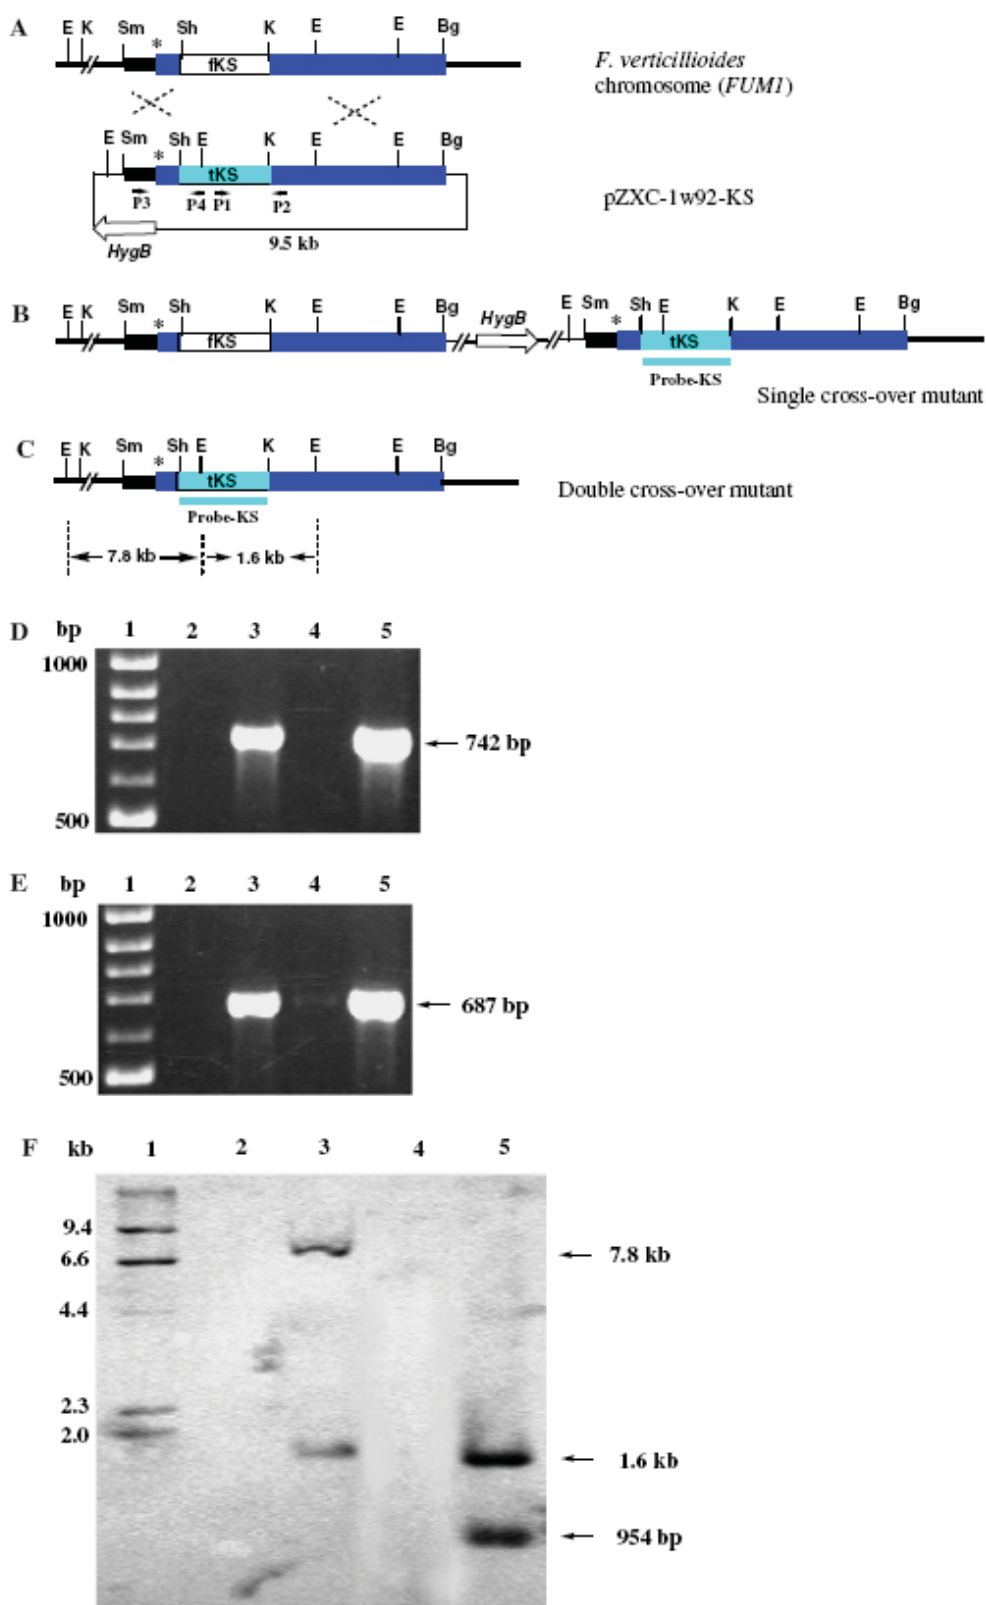 A
E K Sm * Sh K E E Bg
fKS
F. verticillioides
chromosome (FUM1)
E Sm * Sh E K E E Bg
tKS
P3 P4 P1 P2
pZXC-1w92-KS
HygB
9.5 kb
B
E K Sm * Sh K E E Bg HygB E Sm * Sh E K E E Bg
fKS tKS
Probe-KS
Single cross-over mutant
C
E K Sm * Sh E K E E Bg
tKS
Double cross-over mutant
Probe-KS
7.8 kb 1.6 kb
D bp 1 2 3 4 5
1000
742 bp
500
E bp 1 2 3 4 5
1000
687 bp
500
F kb 1 2 3 4 5
9.4
7.8 kb
6.6
4.4
2.3
2.0
1.6 kb
954 bp